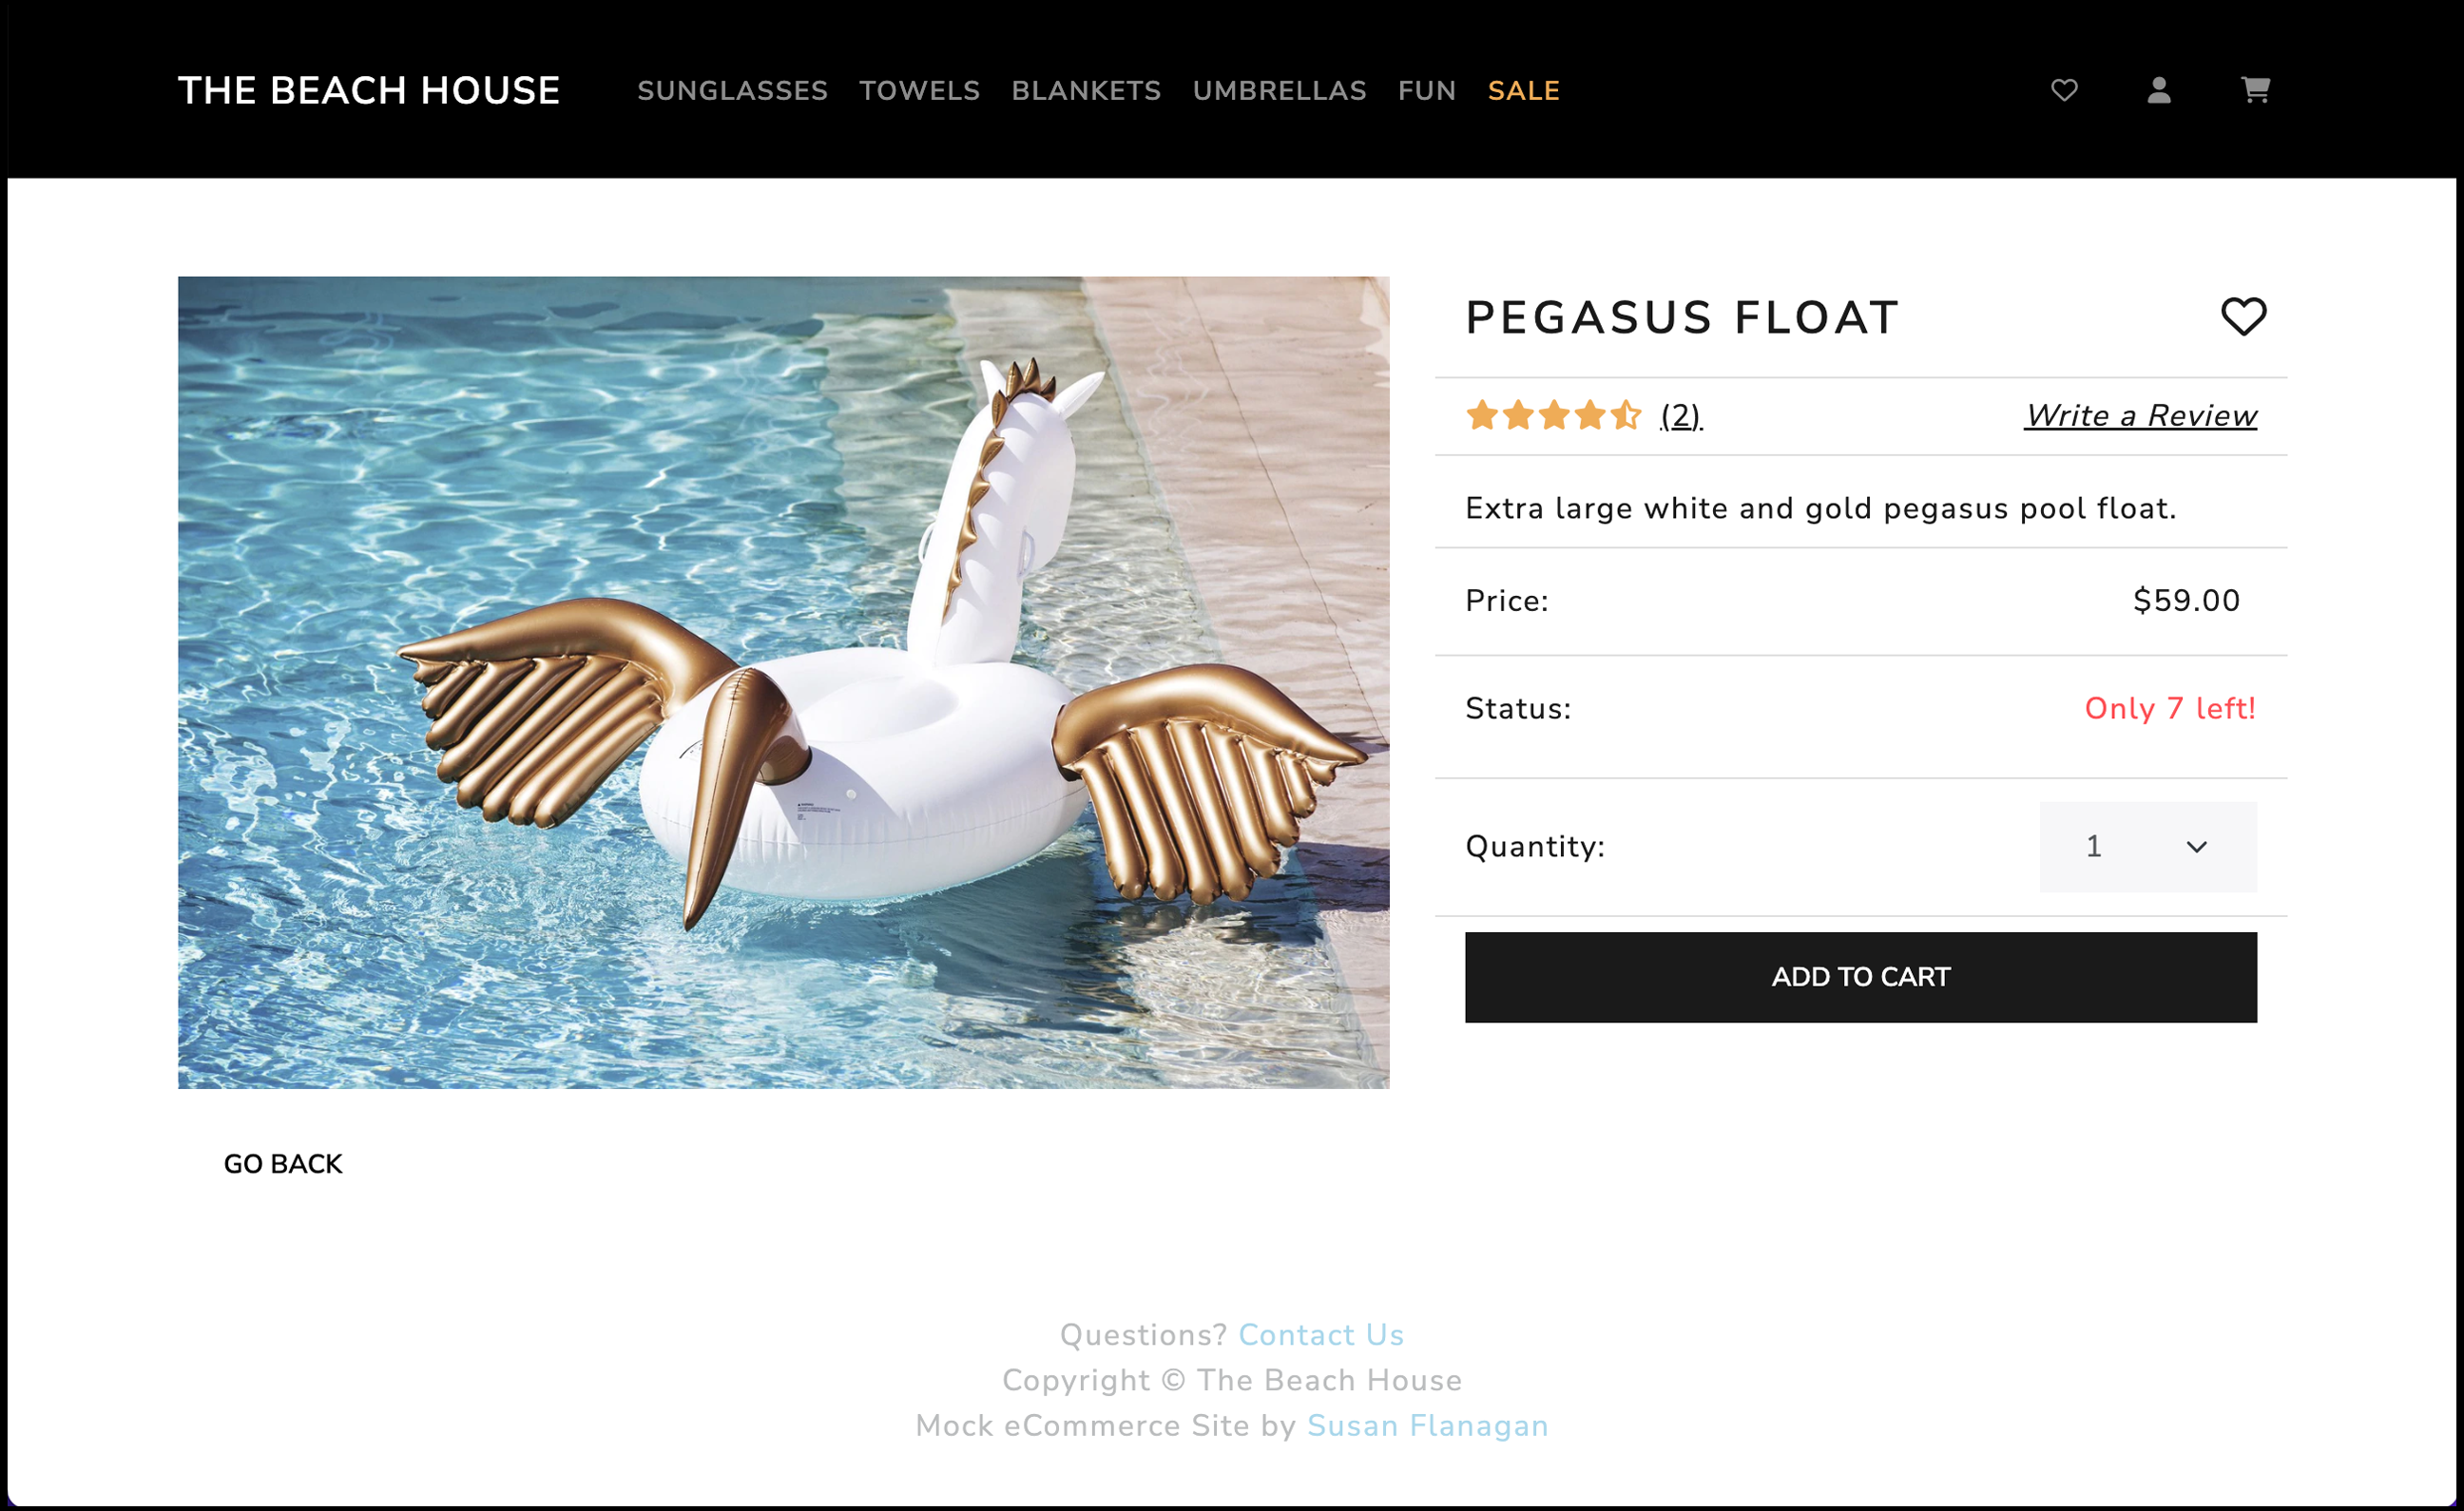 THE BEACH HOUSE SUNGLASSES TOWELS BLANKETS UMBRELLAS FUN SALE
PEGASUS FLOAT
(2) Write a Review
Extra large white and gold pegasus pool float.
Price: $59.00
Status: Only 7 left!
Quantity: 1
ADD TO CART
GO BACK
Questions? Contact Us
Copyright © The Beach House
Mock eCommerce Site by Susan Flanagan